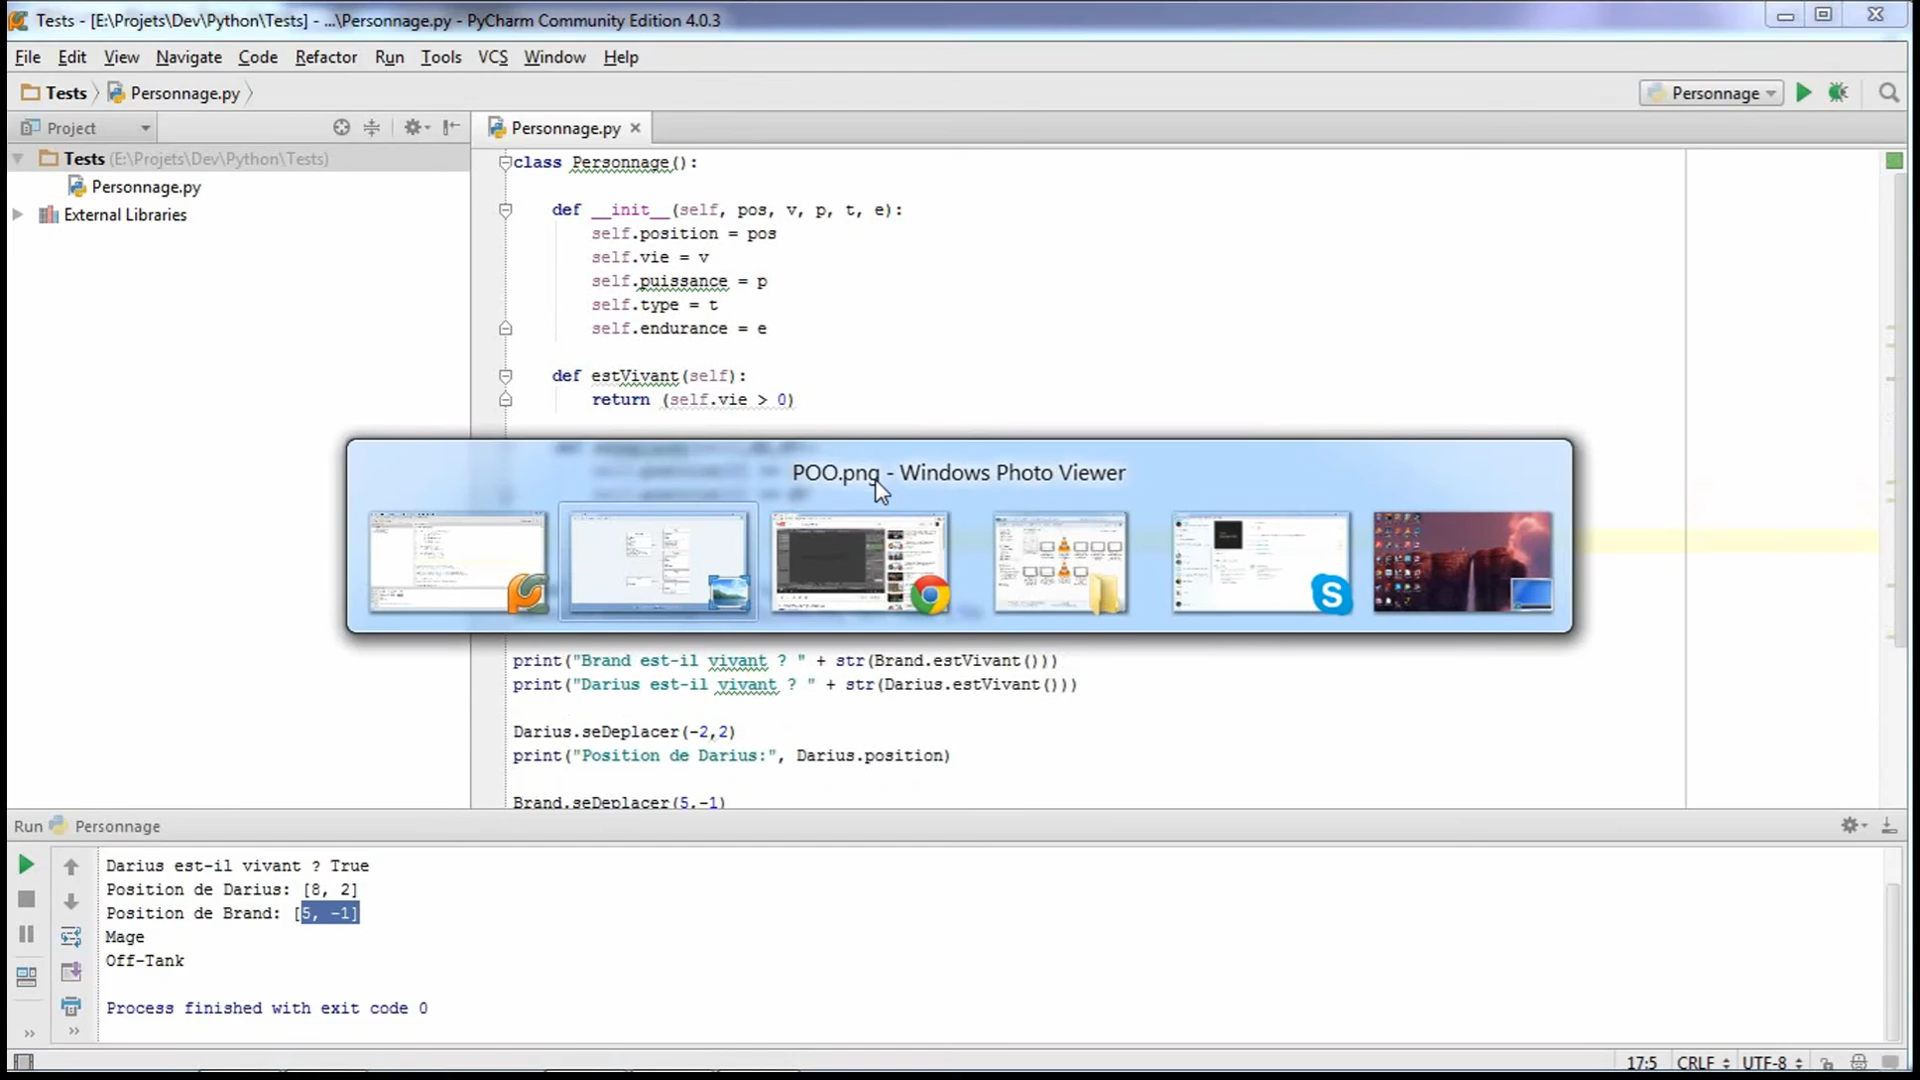 Tests - [E:\Projets\Dev\Python\Tests] - ...\Personnage.py - PyCharm Community Edition 4.0.3
File Edit View Navigate Code Refactor Run Tools VCS Window Help
Tests Personnage.py Personnage
Project Personnage.py
Tests (E:\Projets\Dev\Python\Tests)
Personnage.py
External Libraries
class Personnage():
def __init__(self, pos, v, p, t, e):
self.position = pos
self.vie = v
self.puissance = p
self.type = t
self.endurance = e
def estVivant(self):
return (self.vie > 0)
POO.png - Windows Photo Viewer
print("Brand est-il vivant ? " + str(Brand.estVivant()))
print("Darius est-il vivant ? " + str(Darius.estVivant()))
Darius.seDeplacer(-2,2)
print("Position de Darius:", Darius.position)
Brand.seDeplacer(5,-1)
Run Personnage
Darius est-il vivant ? True
Position de Darius: [8, 2]
Position de Brand: [5, -1]
Mage
Off-Tank
Process finished with exit code 0
17:5 CRLF UTF-8